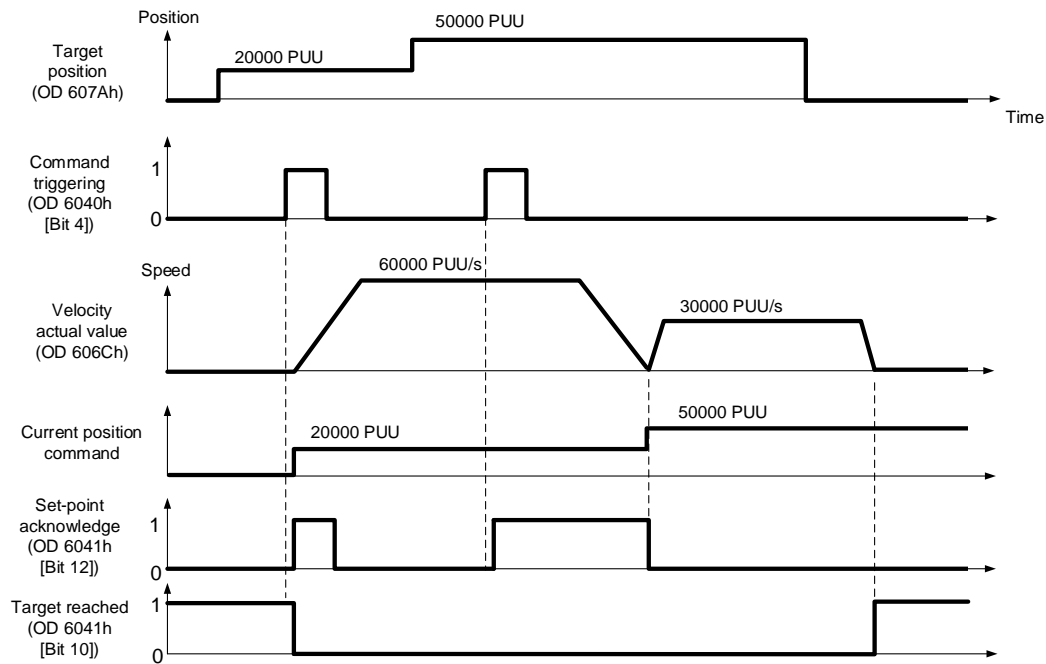 Position
50000 PUU
20000 PUU
Target
position
(OD 607Ah)
Time
Command
triggering
(OD 6040h
[Bit 4])
1
0
Speed
60000 PUU/s
30000 PUU/s
Velocity
actual value
(OD 606Ch)
50000 PUU
20000 PUU
Current position
command
Set-point
acknowledge
(OD 6041h
[Bit 12])
1
0
Target reached
(OD 6041h
[Bit 10])
1
0